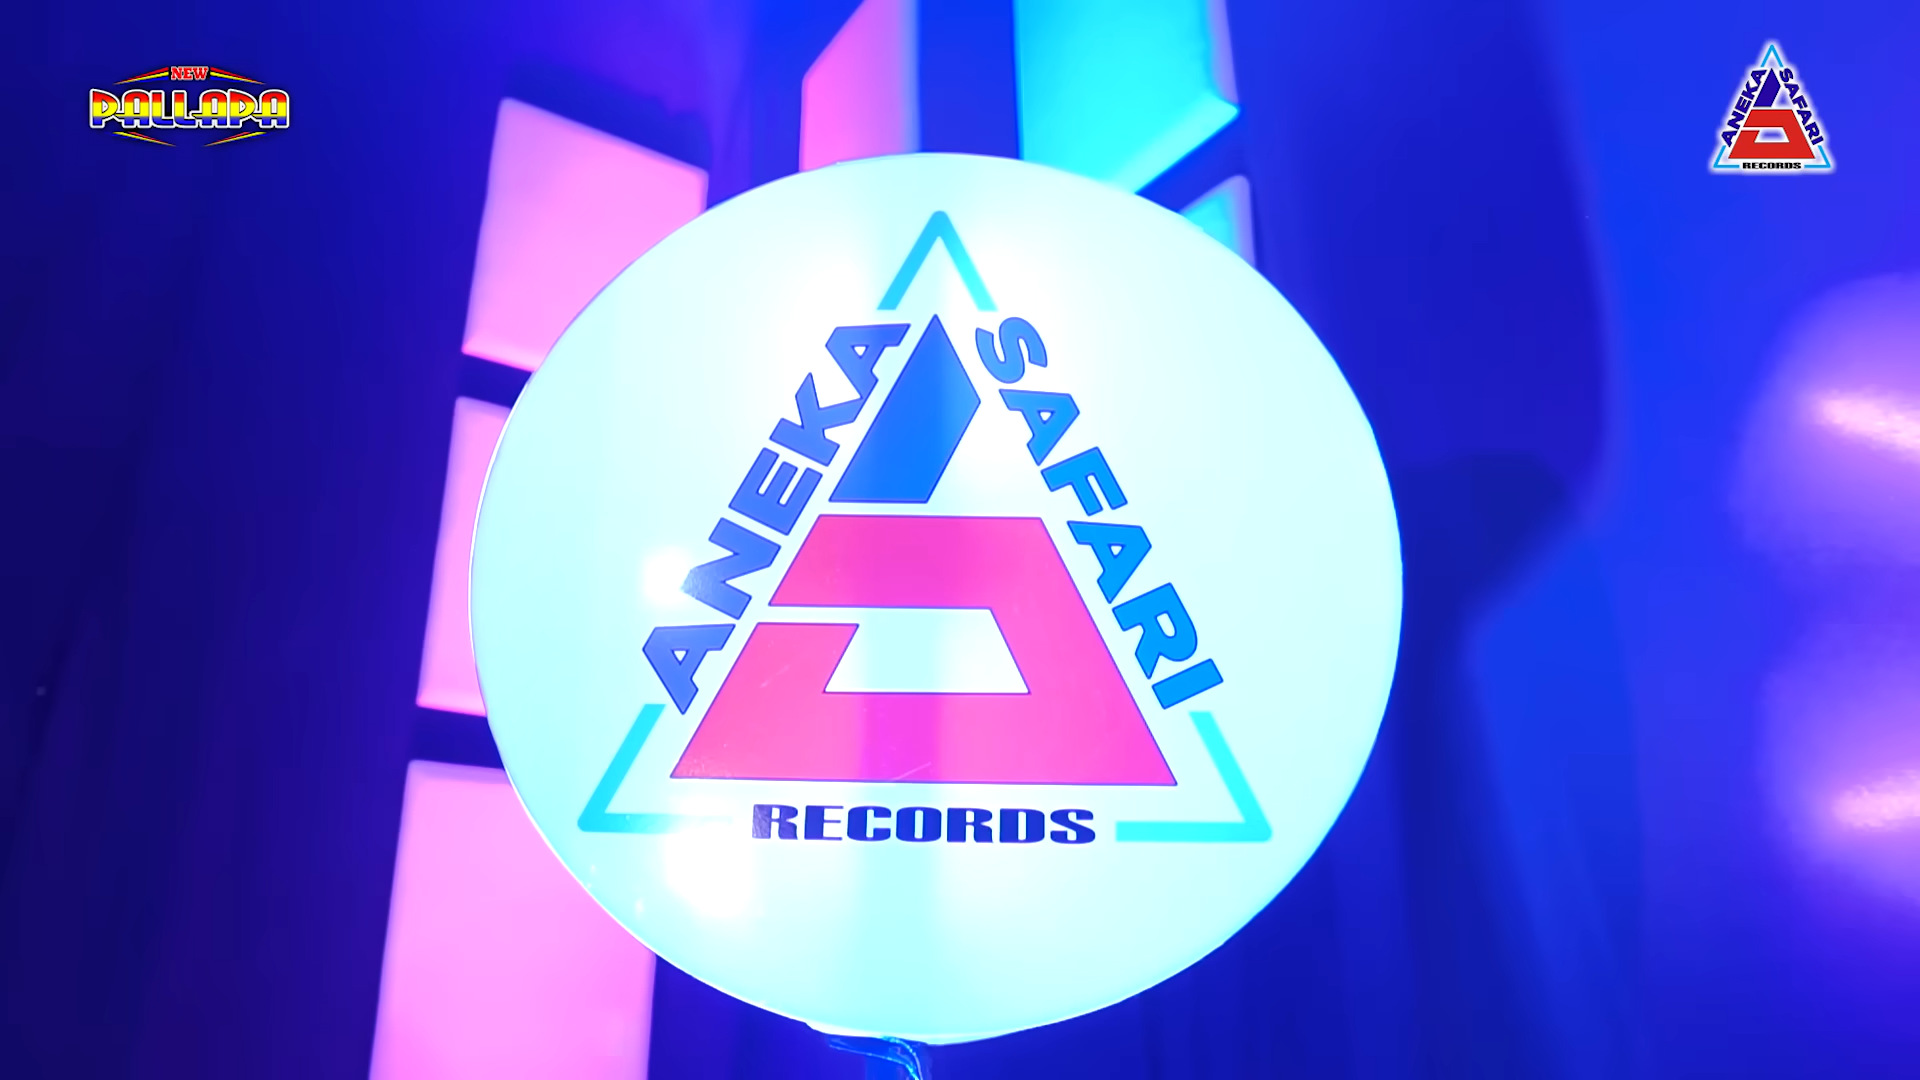 NEW
PALLAPA
ANEKA
SAFARI
RECORDS
ANEKA
SAFARI
RECORDS